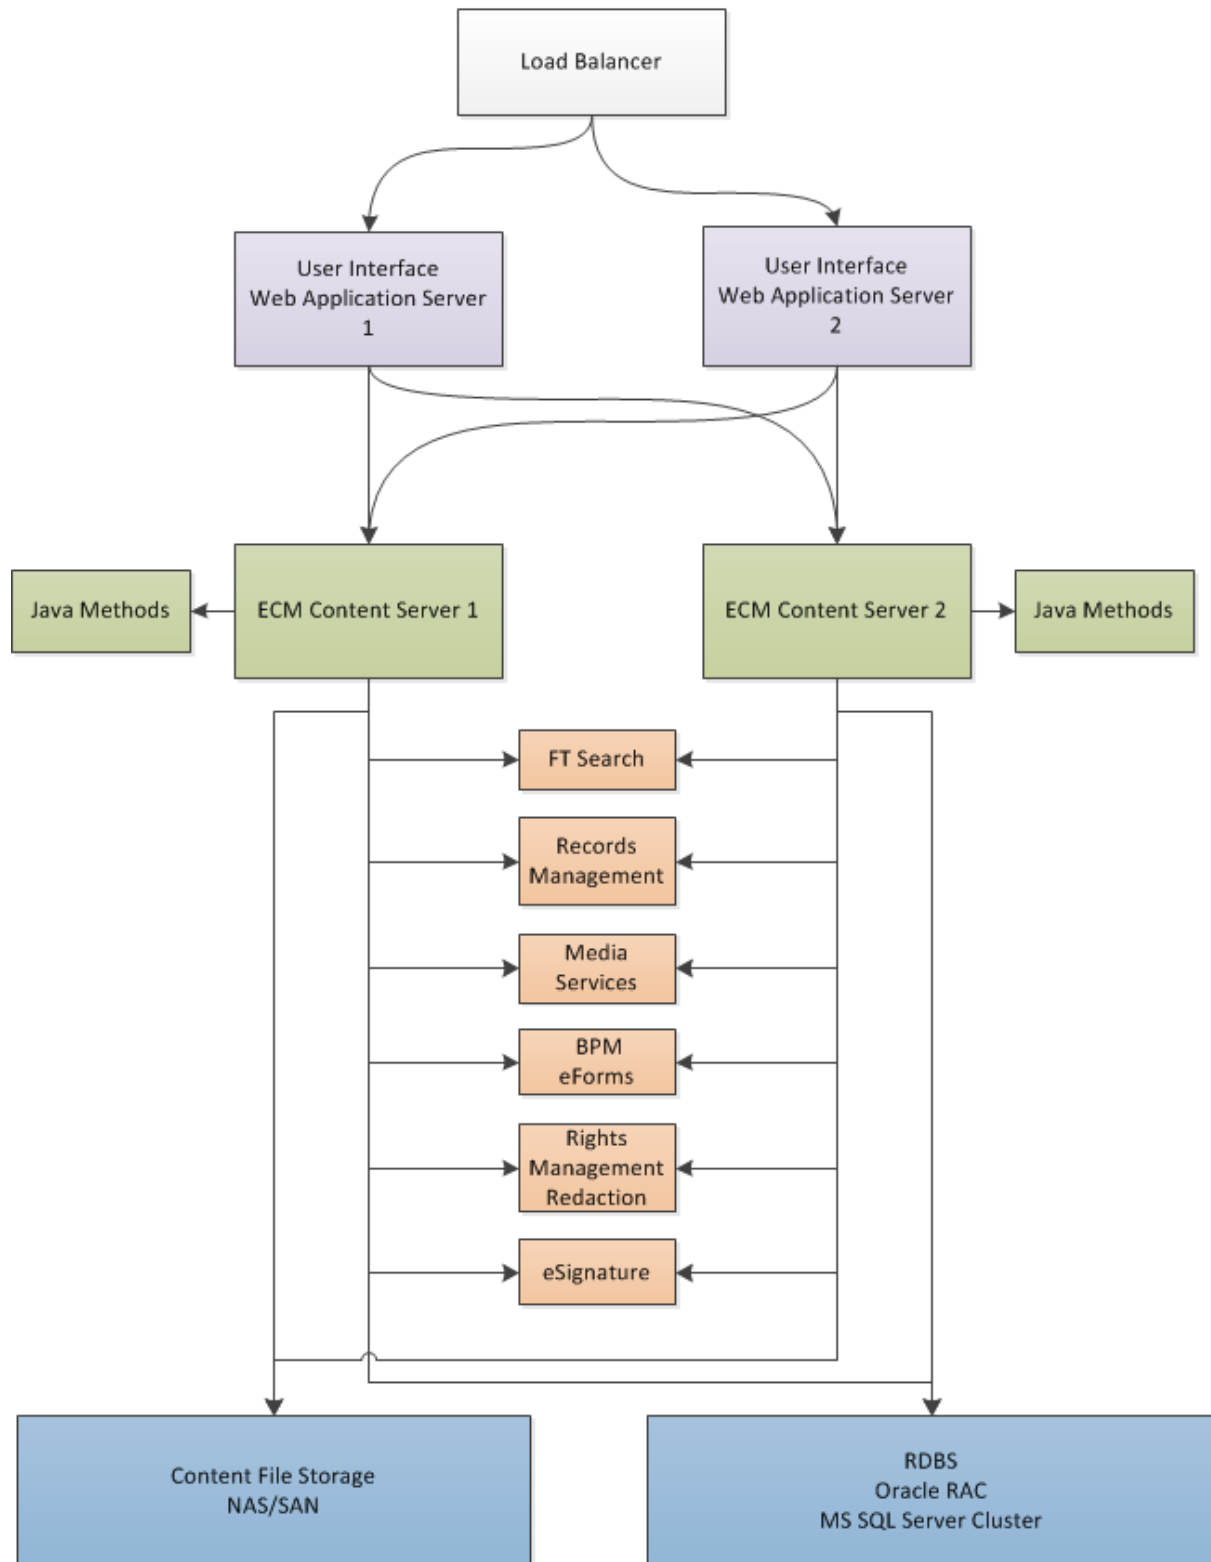 Load Balancer
User Interface
Web Application Server
1
User Interface
Web Application Server
2
Java Methods
ECM Content Server 1
ECM Content Server 2
Java Methods
FT Search
Records
Management
Media
Services
BPM
eForms
Rights
Management
Redaction
eSignature
Content File Storage
NAS/SAN
RDBS
Oracle RAC
MS SQL Server Cluster